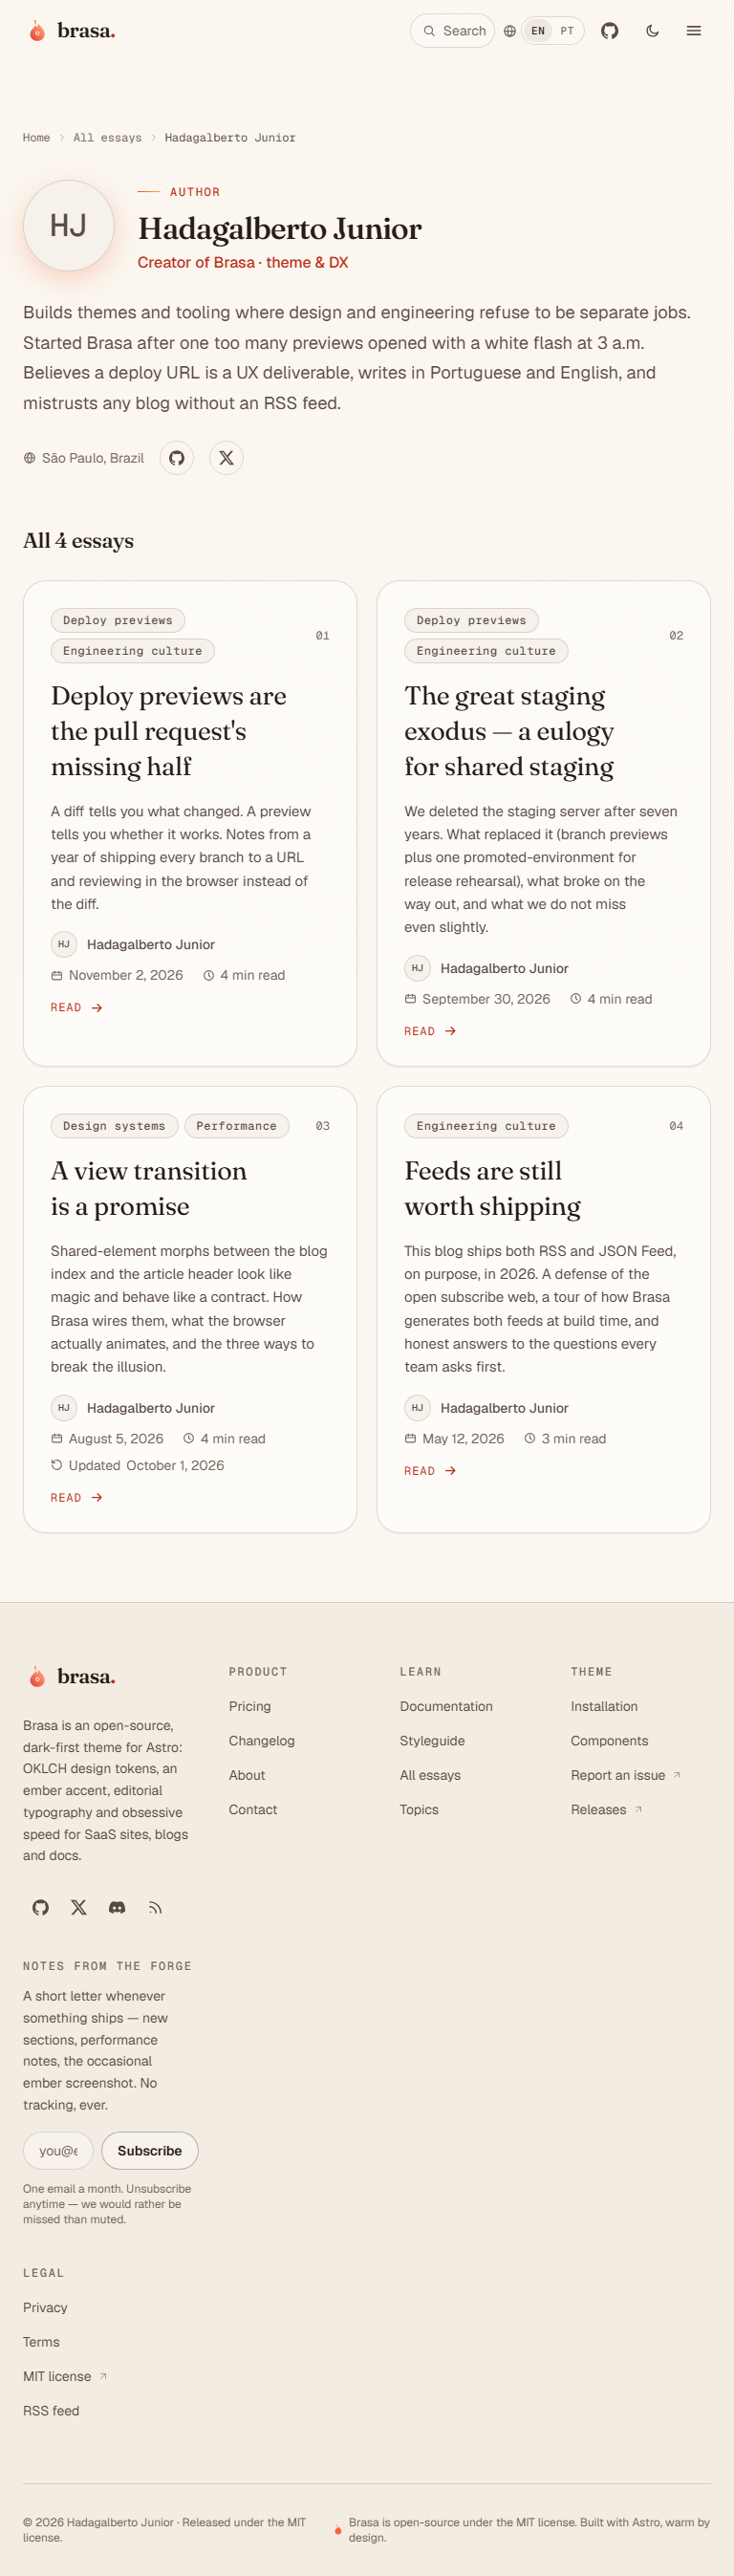 brasa.
Search
EN PT
Home > All essays > Hadagalberto Junior
HJ
AUTHOR
Hadagalberto Junior
Creator of Brasa · theme & DX
Builds themes and tooling where design and engineering refuse to be separate jobs.
Started Brasa after one too many previews opened with a white flash at 3 a.m.
Believes a deploy URL is a UX deliverable, writes in Portuguese and English, and
mistrusts any blog without an RSS feed.
São Paulo, Brazil
All 4 essays
Deploy previews
Engineering culture
01
Deploy previews are
the pull request's
missing half
A diff tells you what changed. A preview
tells you whether it works. Notes from a
year of shipping every branch to a URL
and reviewing in the browser instead of
the diff.
HJ Hadagalberto Junior
November 2, 2026 4 min read
READ →
Deploy previews
Engineering culture
02
The great staging
exodus — a eulogy
for shared staging
We deleted the staging server after seven
years. What replaced it (branch previews
plus one promoted-environment for
release rehearsal), what broke on the
way out, and what we do not miss
even slightly.
HJ Hadagalberto Junior
September 30, 2026 4 min read
READ →
Design systems Performance 03
A view transition
is a promise
Shared-element morphs between the blog
index and the article header look like
magic and behave like a contract. How
Brasa wires them, what the browser
actually animates, and the three ways to
break the illusion.
HJ Hadagalberto Junior
August 5, 2026 4 min read
Updated October 1, 2026
READ →
Engineering culture 04
Feeds are still
worth shipping
This blog ships both RSS and JSON Feed,
on purpose, in 2026. A defense of the
open subscribe web, a tour of how Brasa
generates both feeds at build time, and
honest answers to the questions every
team asks first.
HJ Hadagalberto Junior
May 12, 2026 3 min read
READ →
brasa.
Brasa is an open-source,
dark-first theme for Astro:
OKLCH design tokens, an
ember accent, editorial
typography and obsessive
speed for SaaS sites, blogs
and docs.
PRODUCT
Pricing
Changelog
About
Contact
LEARN
Documentation
Styleguide
All essays
Topics
THEME
Installation
Components
Report an issue
Releases
NOTES FROM THE FORGE
A short letter whenever
something ships — new
sections, performance
notes, the occasional
ember screenshot. No
tracking, ever.
you@e Subscribe
One email a month. Unsubscribe
anytime — we would rather be
missed than muted.
LEGAL
Privacy
Terms
MIT license
RSS feed
© 2026 Hadagalberto Junior · Released under the MIT
license.
Brasa is open-source under the MIT license. Built with Astro, warm by
design.